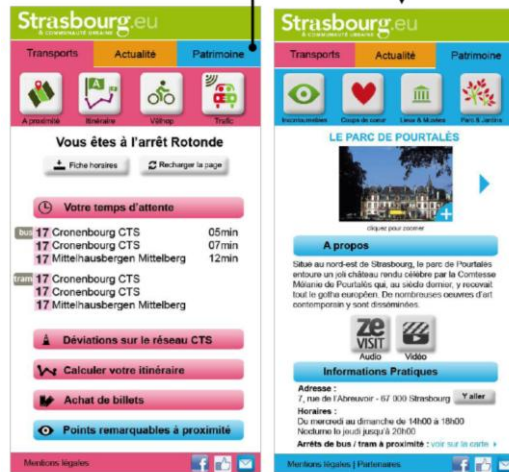 Strasbourg.eu
& COMMUNAUTÉ URBAINE
Transports
Actualité
Patrimoine
A proximité
Itinéraire
Vélhop
Trafic
Vous êtes à l'arrêt Rotonde
Fiche horaires
Recharger la page
Votre temps d'attente
bus 17 Cronenbourg CTS 05min
17 Cronenbourg CTS 07min
17 Mittelhausbergen Mittelberg 12min
tram 17 Cronenbourg CTS
17 Cronenbourg CTS
17 Mittelhausbergen Mittelberg
Déviations sur le réseau CTS
Calculer votre itinéraire
Achat de billets
Points remarquables à proximité
Mentions légales
Strasbourg.eu
& COMMUNAUTÉ URBAINE
Transports
Actualité
Patrimoine
Incontournables
Coups de coeur
Lieux & Musées
Parc & Jardins
LE PARC DE POURTALÈS
cliquez pour zoomer
A propos
Situé au nord-est de Strasbourg, le parc de Pourtalès
entoure un joli château rendu célèbre par la Comtesse
Mélanie de Pourtalès qui, au siècle dernier, y recevait
tout le gotha européen. De nombreuses oeuvres d'art
contemporain y sont disséminées.
ZE
VISIT
Audio
Vidéo
Informations Pratiques
Adresse :
7, rue de l'Abreuvoir - 67 000 Strasbourg
Y aller
Horaires :
Du mercredi au dimanche de 14h00 à 18h00
Nocturne le jeudi jusqu'à 20h00
Arrêts de bus / tram à proximité : voir sur la carte
Mentions légales | Partenaires